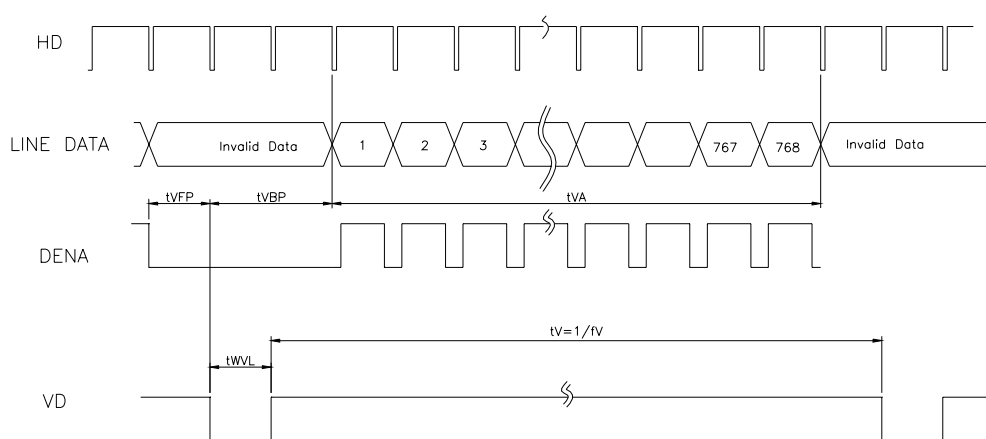 HD
LINE DATA
Invalid Data 1 2 3 767 768 Invalid Data
tVFP tVBP tVA
DENA
tV=1/fV
tWVL
VD